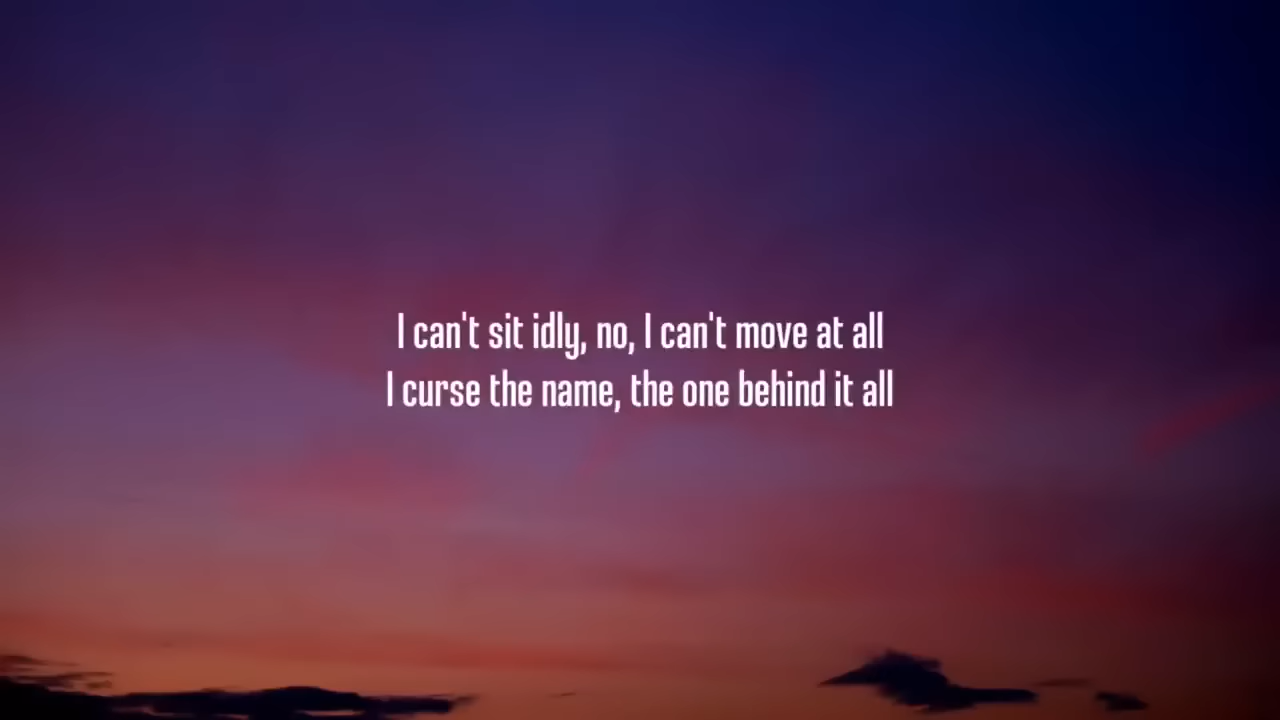 I can't sit idly, no, I can't move at all
I curse the name, the one behind it all